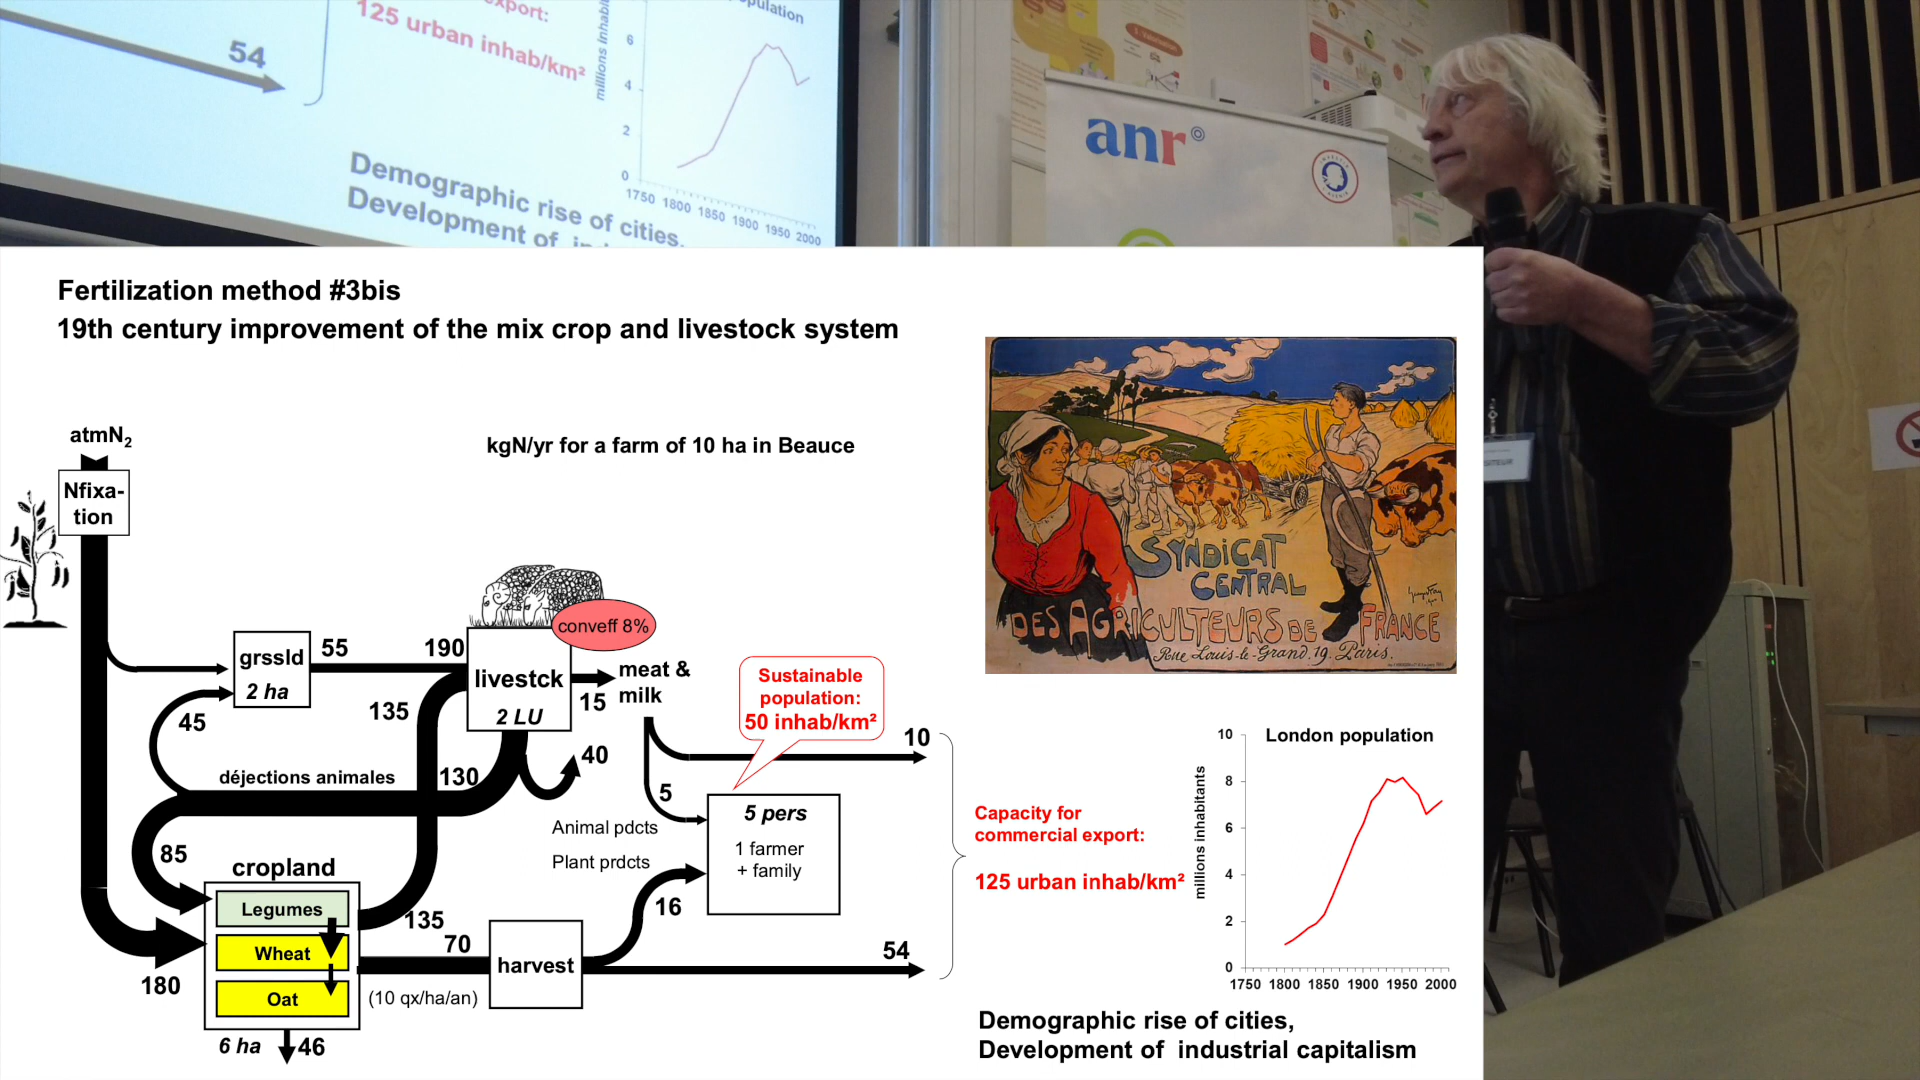 54
xport:
125 urban inhab/km²
pulation
millions inhabi
6
4
2
0
1750 1800 1850 1900 1950 2000
Demographic rise of cities,
Development of
anr
Fertilization method #3bis
19th century improvement of the mix crop and livestock system
kgN/yr for a farm of 10 ha in Beauce
atmN₂
Nfixa-
tion
grssld
2 ha
55
190
livestck
2 LU
conveff 8%
meat &
milk
15
135
45
40
déjections animales
130
85
Sustainable
population:
50 inhab/km²
10
5
Animal pdcts
Plant prdcts
5 pers
1 farmer
+ family
16
cropland
Legumes
Wheat
Oat
135
70
harvest
54
180
(10 qx/ha/an)
6 ha
46
SYNDICAT
CENTRAL
DES AGRICULTEURS DE FRANCE
Rue Louis-le-Grand. 19. Paris.
Capacity for
commercial export:
125 urban inhab/km²
London population
millions inhabitants
10
8
6
4
2
0
1750 1800 1850 1900 1950 2000
Demographic rise of cities,
Development of industrial capitalism